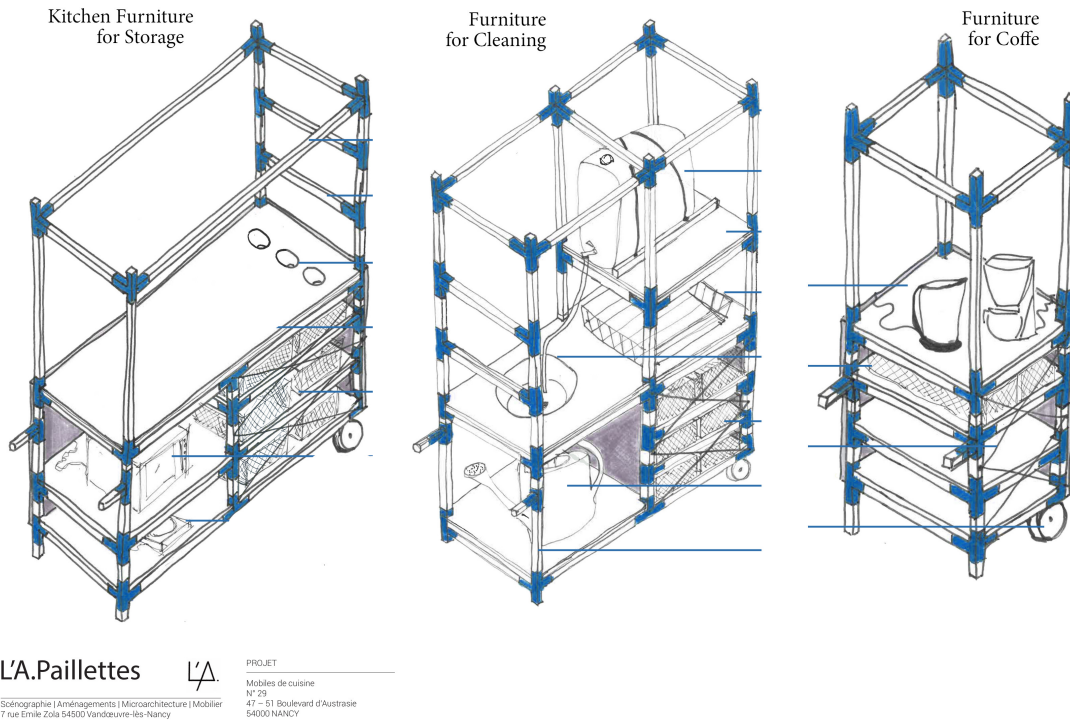 Kitchen Furniture
for Storage
Furniture
for Cleaning
Furniture
for Coffe
L'A.Paillettes
L'A.
Scénographie | Aménagements | Microarchitecture | Mobilier
7 rue Emile Zola 54500 Vandœuvre-lès-Nancy
PROJET
Mobiles de cuisine
N° 29
47 – 51 Boulevard d'Austrasie
54000 NANCY